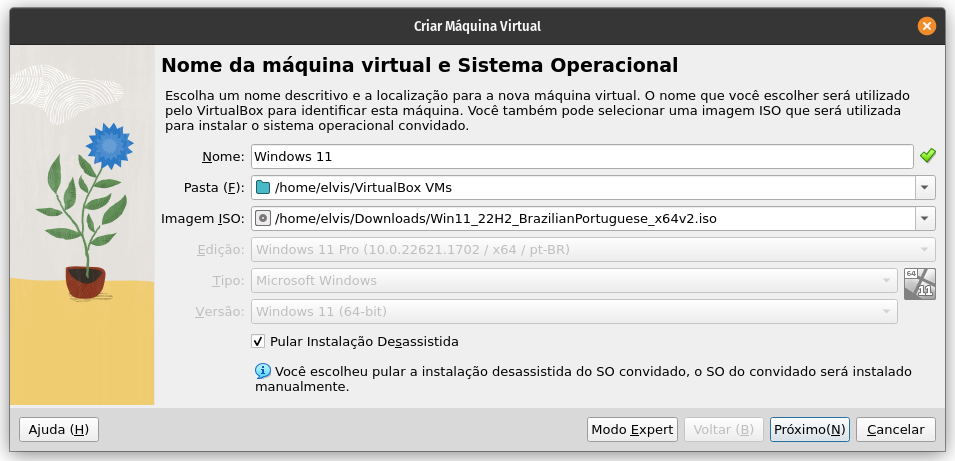 Criar Máquina Virtual
Nome da máquina virtual e Sistema Operacional
Escolha um nome descritivo e a localização para a nova máquina virtual. O nome que você escolher será utilizado
pelo VirtualBox para identificar esta máquina. Você também pode selecionar uma imagem ISO que será utilizada
para instalar o sistema operacional convidado.
Nome: Windows 11
Pasta (F): /home/elvis/VirtualBox VMs
Imagem ISO: /home/elvis/Downloads/Win11_22H2_BrazilianPortuguese_x64v2.iso
Edição: Windows 11 Pro (10.0.22621.1702 / x64 / pt-BR)
Tipo: Microsoft Windows
64
11
Versão: Windows 11 (64-bit)
Pular Instalação Desassistida
Você escolheu pular a instalação desassistida do SO convidado, o SO do convidado será instalado
manualmente.
Ajuda (H) Modo Expert Voltar (B) Próximo(N) Cancelar